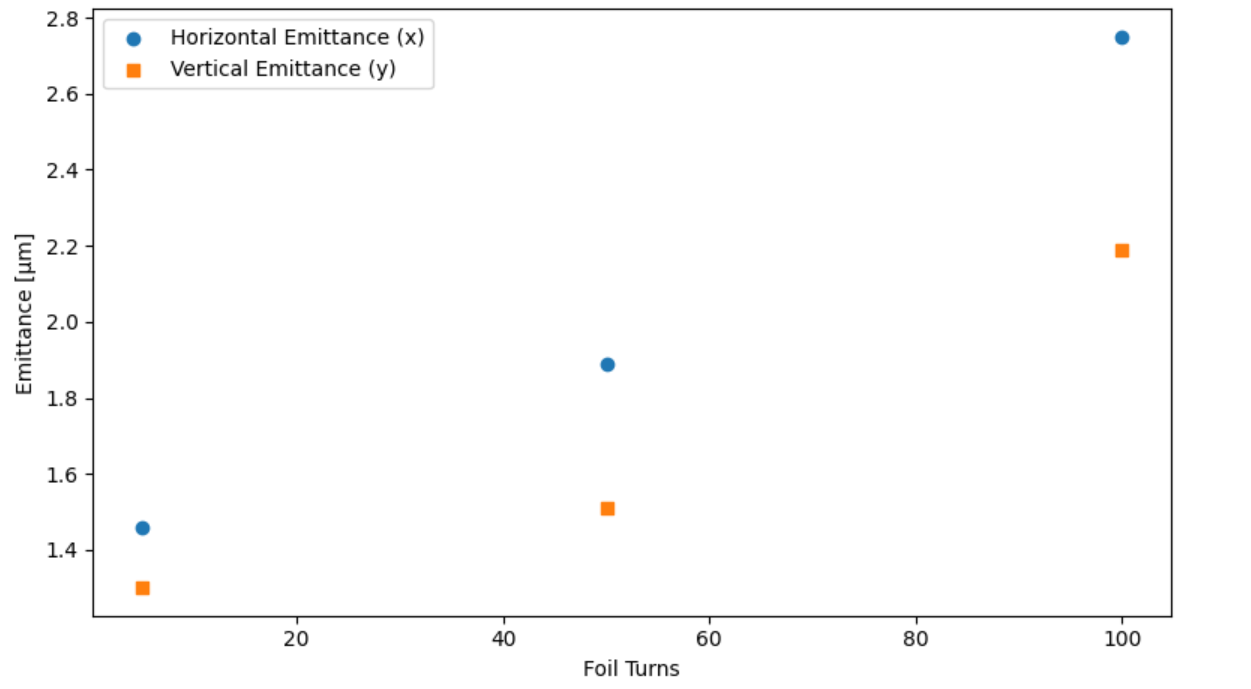 2.8
2.6
2.4
2.2
2.0
1.8
1.6
1.4
Emittance [µm]
Horizontal Emittance (x)
Vertical Emittance (y)
20 40 60 80 100
Foil Turns